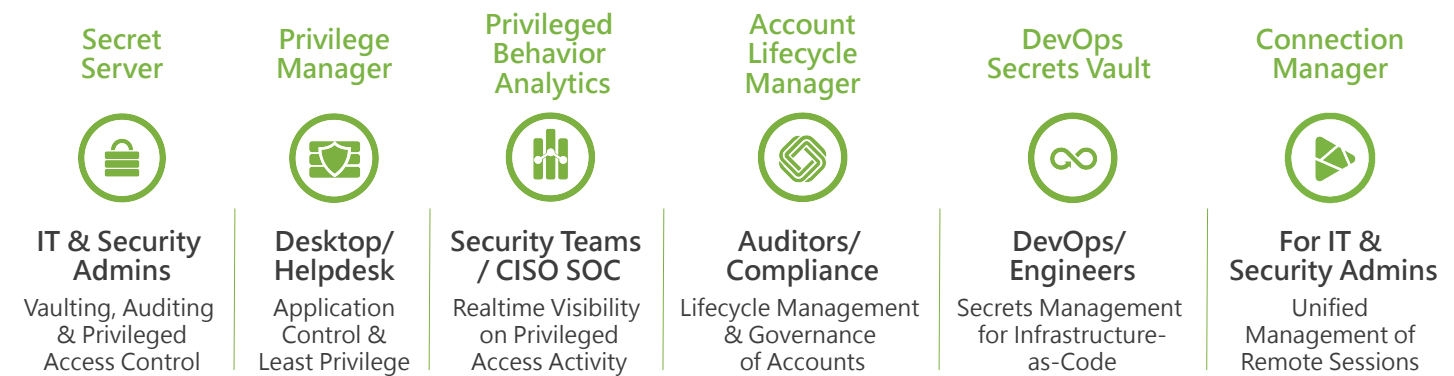 Secret
Server
IT & Security
Admins
Vaulting, Auditing
& Privileged
Access Control
Privilege
Manager
Desktop/
Helpdesk
Application
Control &
Least Privilege
Privileged
Behavior
Analytics
Security Teams
/ CISO SOC
Realtime Visibility
on Privileged
Access Activity
Account
Lifecycle
Manager
Auditors/
Compliance
Lifecycle Management
& Governance
of Accounts
DevOps
Secrets Vault
DevOps/
Engineers
Secrets Management
for Infrastructure-
as-Code
Connection
Manager
For IT &
Security Admins
Unified
Management of
Remote Sessions